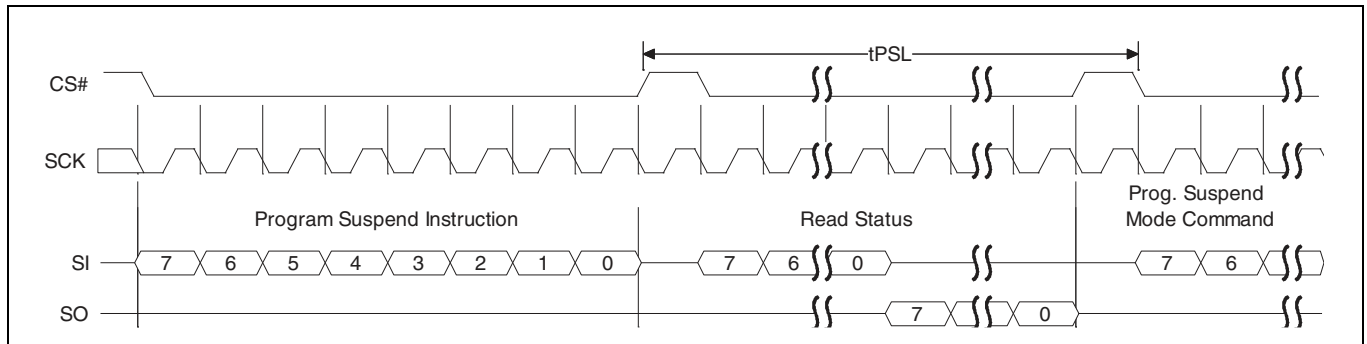 tPSL
CS#
SCK
Prog. Suspend
Program Suspend Instruction Read Status Mode Command
SI 7 6 5 4 3 2 1 0 7 6 0 7 6
SO 7 0